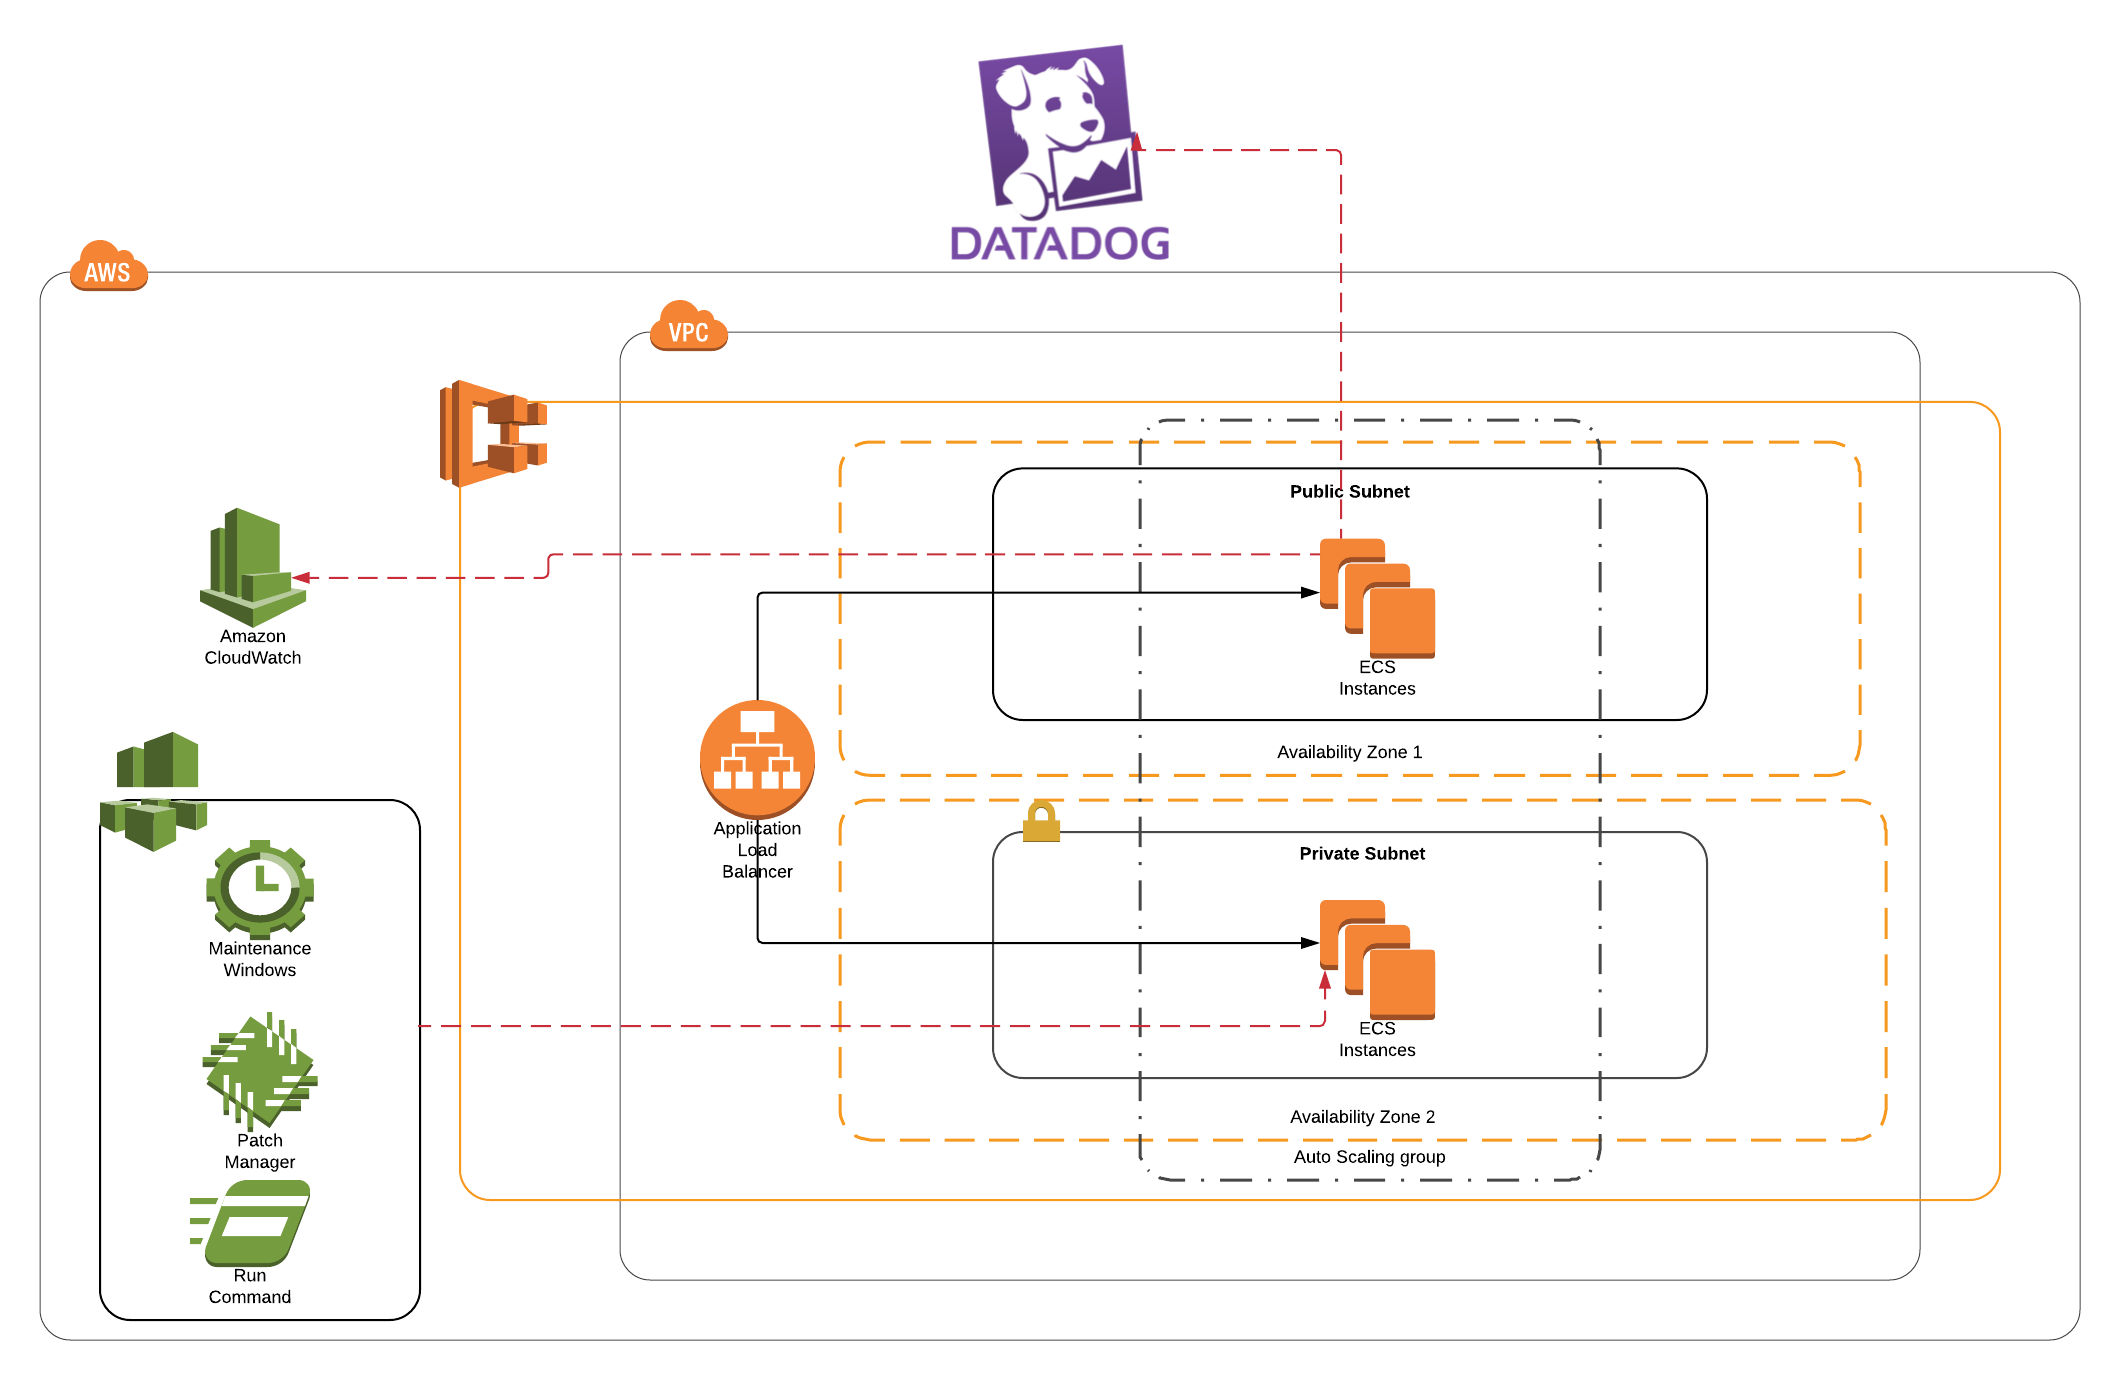 DATADOG
AWS
VPC
Public Subnet
Amazon
CloudWatch
ECS
Instances
Availability Zone 1
Application
Load
Balancer
Private Subnet
Maintenance
Windows
ECS
Instances
Availability Zone 2
Patch
Manager
Auto Scaling group
Run
Command